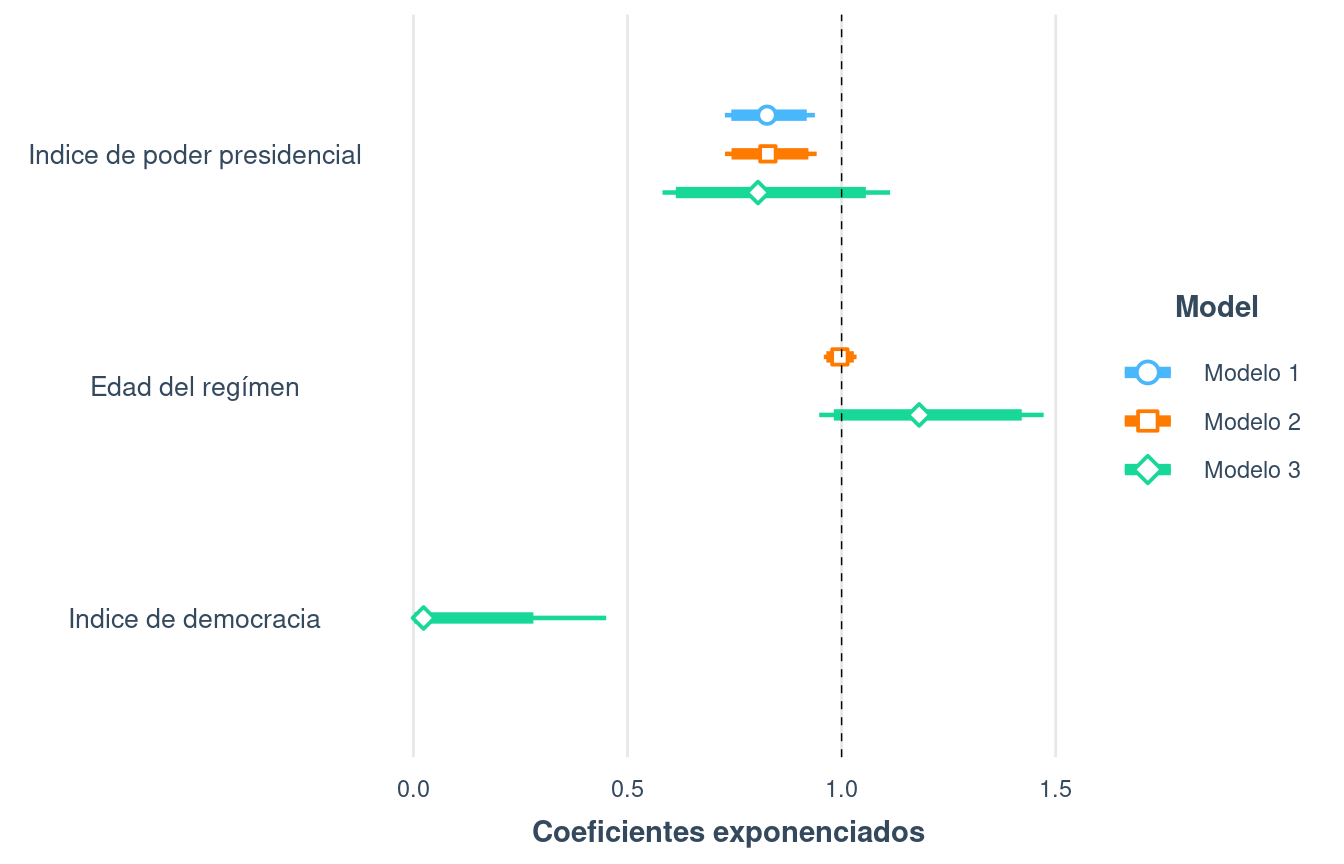 Indice de poder presidencial
Edad del regímen
Indice de democracia
0.0
0.5
1.0
1.5
Coeficientes exponenciados
Model
Modelo 1
Modelo 2
Modelo 3